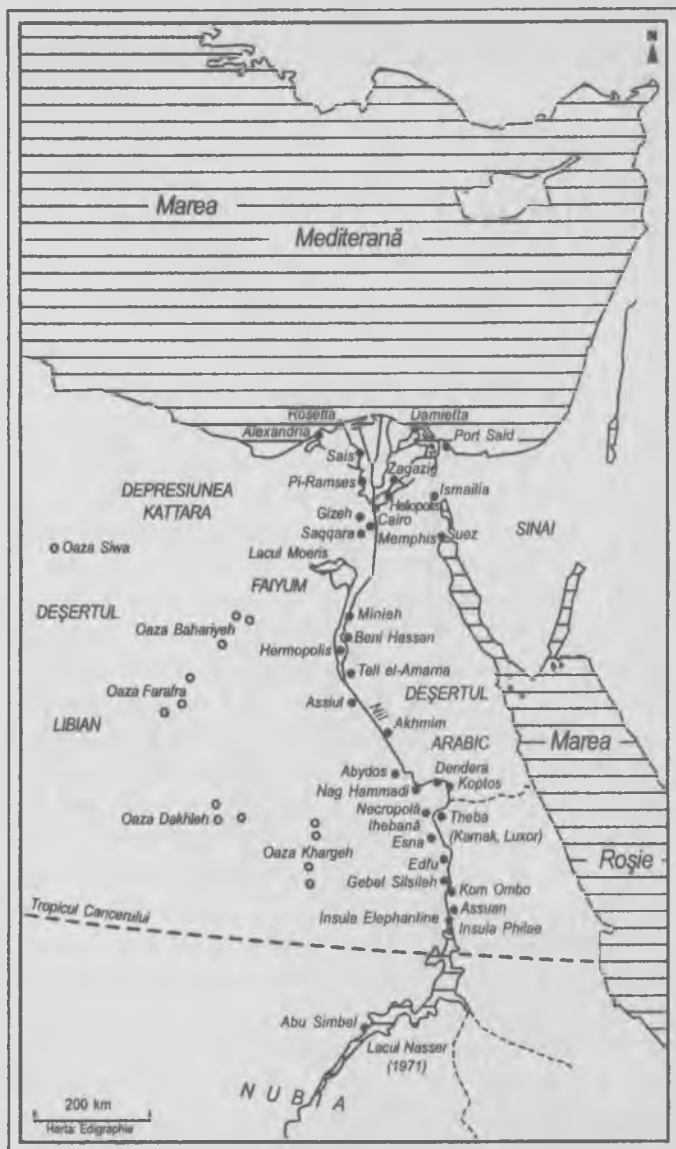 N
Marea
Mediterană
Rosetta
Damietta
Alexandria
Port Said
Sais
Zagazig
Pi-Ramses
Ismailia
DEPRESIUNEA
KATTARA
Heliopolis
Gizeh
Cairo
SINAI
Saqqara
Memphis
Suez
Oaza Siwa
Lacul Moeris
FAIYUM
DEŞERTUL
Minieh
Oaza Bahariyeh
Beni Hassan
Hermopolis
Tell el-Amarna
Oaza Farafra
DEŞERTUL
Assiut
Nil
LIBIAN
Akhmim
ARABIC
Marea
Abydos
Dendera
Koptos
Nag Hammadi
Necropolă
thebană
Theba
(Karnak, Luxor)
Oaza Dakhleh
Esna
Oaza Khargeh
Edfu
Roşie
Gebel Silsileh
Kom Ombo
Tropicul Cancerului
Assuan
Insula Elephantine
Insula Philae
Abu Simbel
Lacul Nasser
(1971)
NUBIA
200 km
Harta: Edigraphie